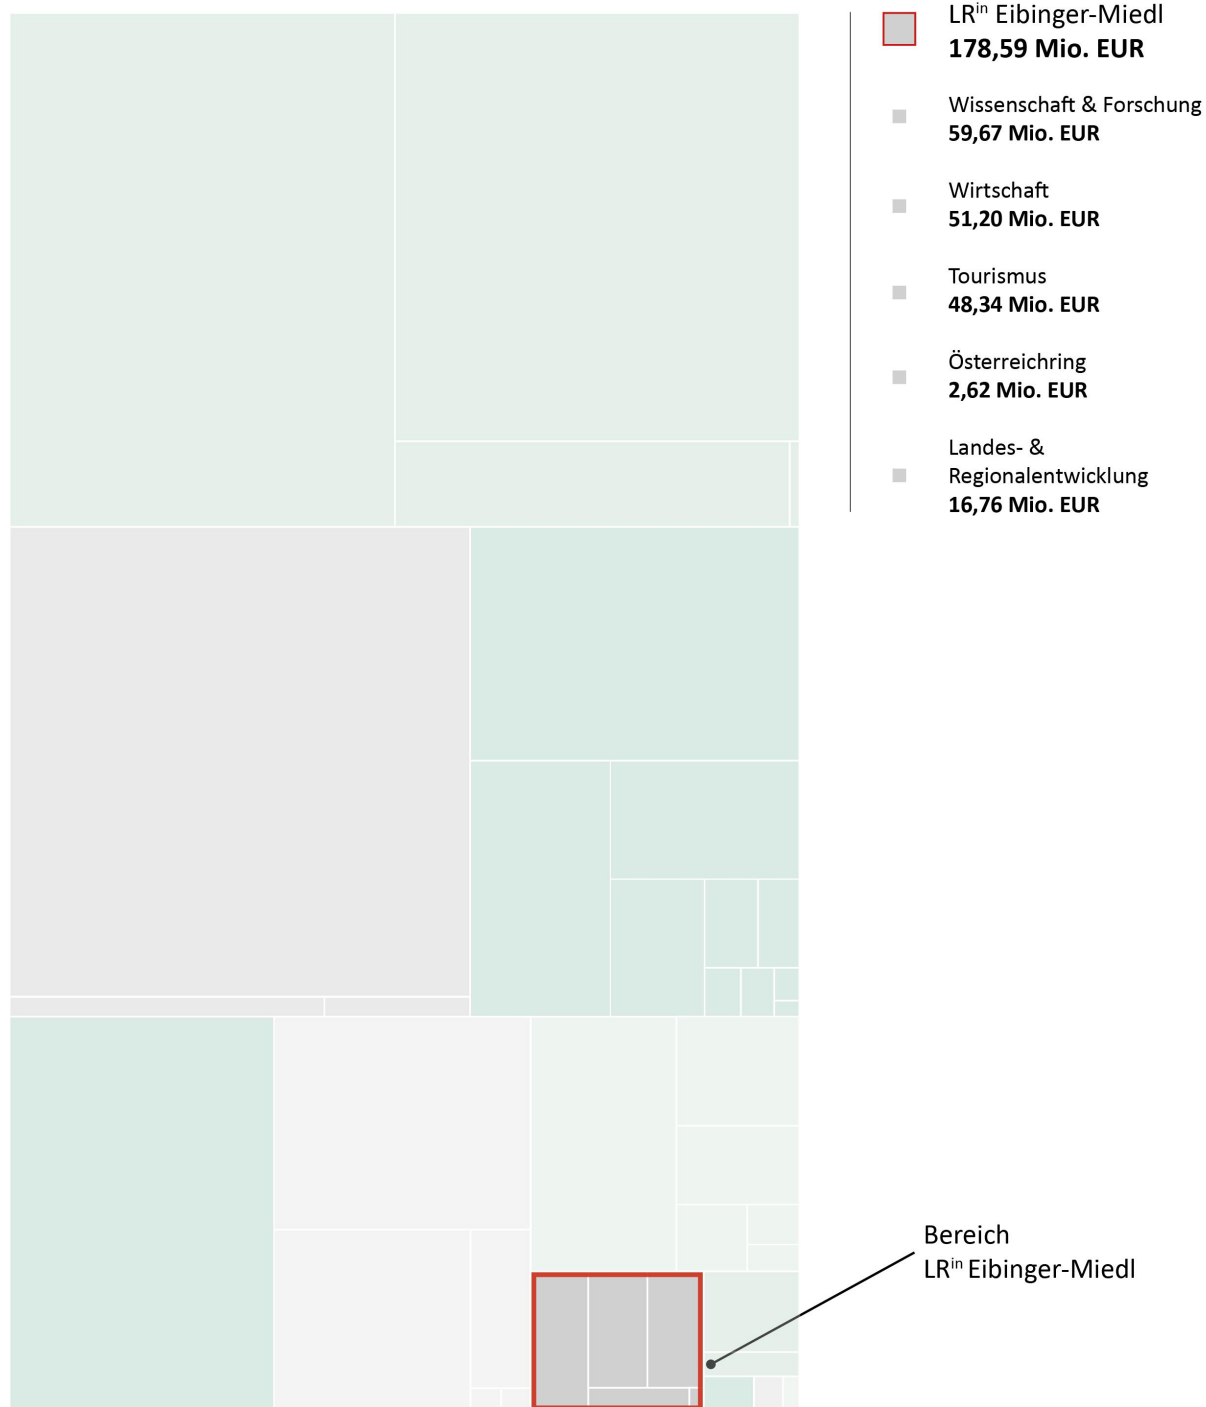 LRin Eibinger-Miedl
178,59 Mio. EUR
Wissenschaft & Forschung
59,67 Mio. EUR
Wirtschaft
51,20 Mio. EUR
Tourismus
48,34 Mio. EUR
Österreichring
2,62 Mio. EUR
Landes- &
Regionalentwicklung
16,76 Mio. EUR
Bereich
LRin Eibinger-Miedl